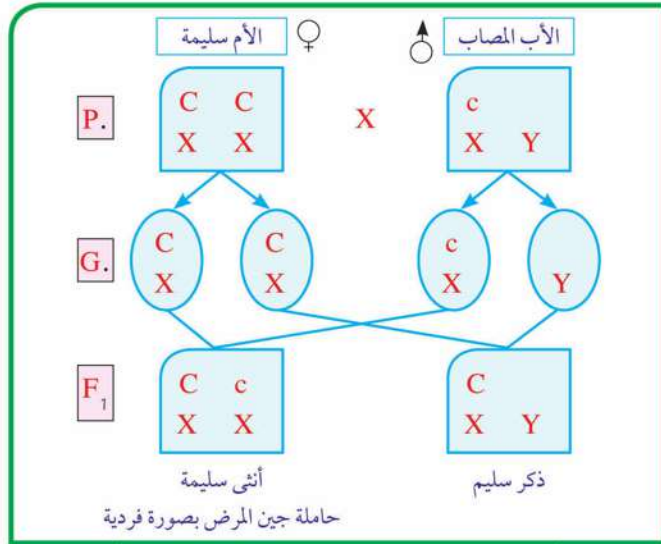 الأب المصاب ♂ ♀ الأم سليمة
P. C C X c
X X X Y
G. C C c
X X X Y
F1 C c C
X X X Y
أنثى سليمة ذكر سليم
حاملة جين المرض بصورة فردية